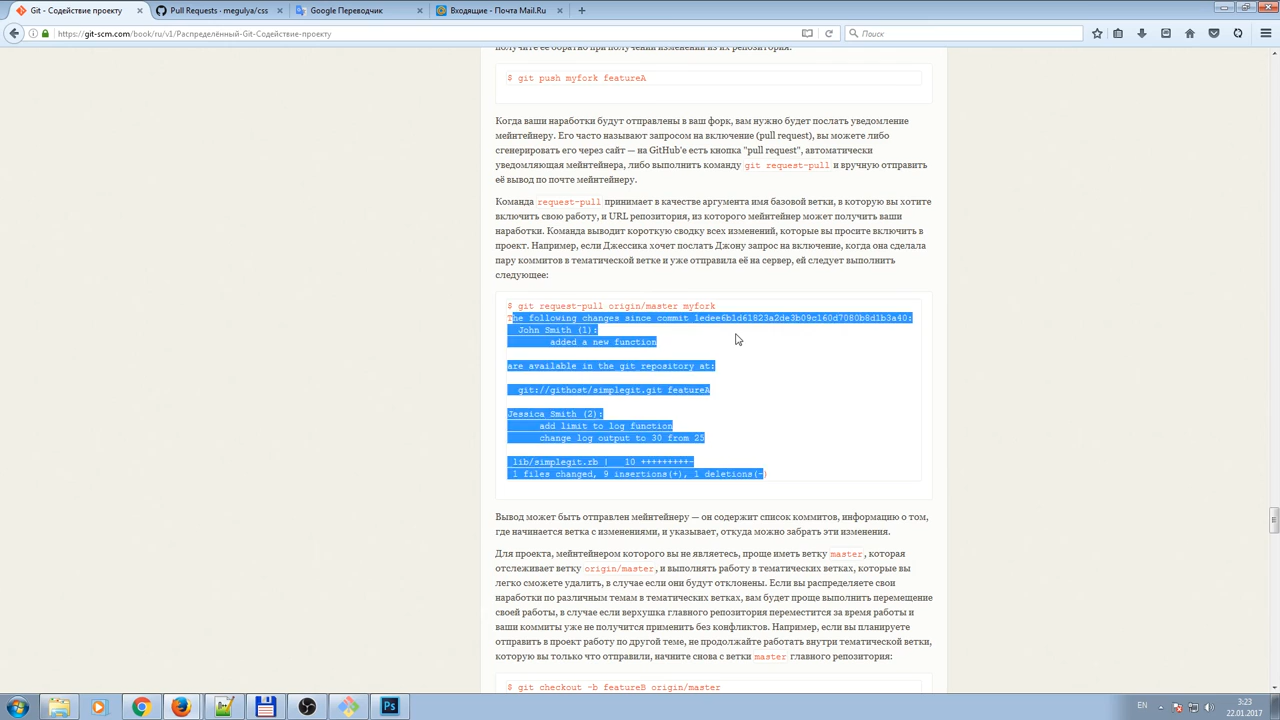 Git - Содействие проекту
Pull Requests · megulya/css
Google Переводчик
Входящие - Почта Mail.Ru
https://git-scm.com/book/ru/v1/Распределённый-Git-Содействие-проекту
Поиск
получите её обратно при получении изменений из их репозитория.
$ git push myfork featureA
Когда ваши наработки будут отправлены в ваш форк, вам нужно будет послать уведомление
мейнтейнеру. Его часто называют запросом на включение (pull request), вы можете либо
сгенерировать его через сайт — на GitHub'е есть кнопка "pull request", автоматически
уведомляющая мейнтейнера, либо выполнить команду git request-pull и вручную отправить
её вывод по почте мейнтейнеру.
Команда request-pull принимает в качестве аргумента имя базовой ветки, в которую вы хотите
включить свою работу, и URL репозитория, из которого мейнтейнер может получить ваши
наработки. Команда выводит короткую сводку всех изменений, которые вы просите включить в
проект. Например, если Джессика хочет послать Джону запрос на включение, когда она сделала
пару коммитов в тематической ветке и уже отправила её на сервер, ей следует выполнить
следующее:
$ git request-pull origin/master myfork
The following changes since commit 1edee6b1d61823a2de3b09c160d7080b8d1b3a40:
John Smith (1):
added a new function
are available in the git repository at:
git://githost/simplegit.git featureA
Jessica Smith (2):
add limit to log function
change log output to 30 from 25
lib/simplegit.rb | 10 +++++++++-
1 files changed, 9 insertions(+), 1 deletions(-)
Вывод может быть отправлен мейнтейнеру — он содержит список коммитов, информацию о том,
где начинается ветка с изменениями, и указывает, откуда можно забрать эти изменения.
Для проекта, мейнтейнером которого вы не являетесь, проще иметь ветку master, которая
отслеживает ветку origin/master, и выполнять работу в тематических ветках, которые вы
легко сможете удалить, в случае если они будут отклонены. Если вы распределяете свои
наработки по различным темам в тематических ветках, вам будет проще выполнить перемещение
своей работы, в случае если верхушка главного репозитория переместится за время работы и
ваши коммиты уже не получится применить без конфликтов. Например, если вы планируете
отправить в проект работу по другой теме, не продолжайте работать внутри тематической ветки,
которую вы только что отправили, начните снова с ветки master главного репозитория:
$ git checkout -b featureB origin/master
Ps
EN
3:23
22.01.2017